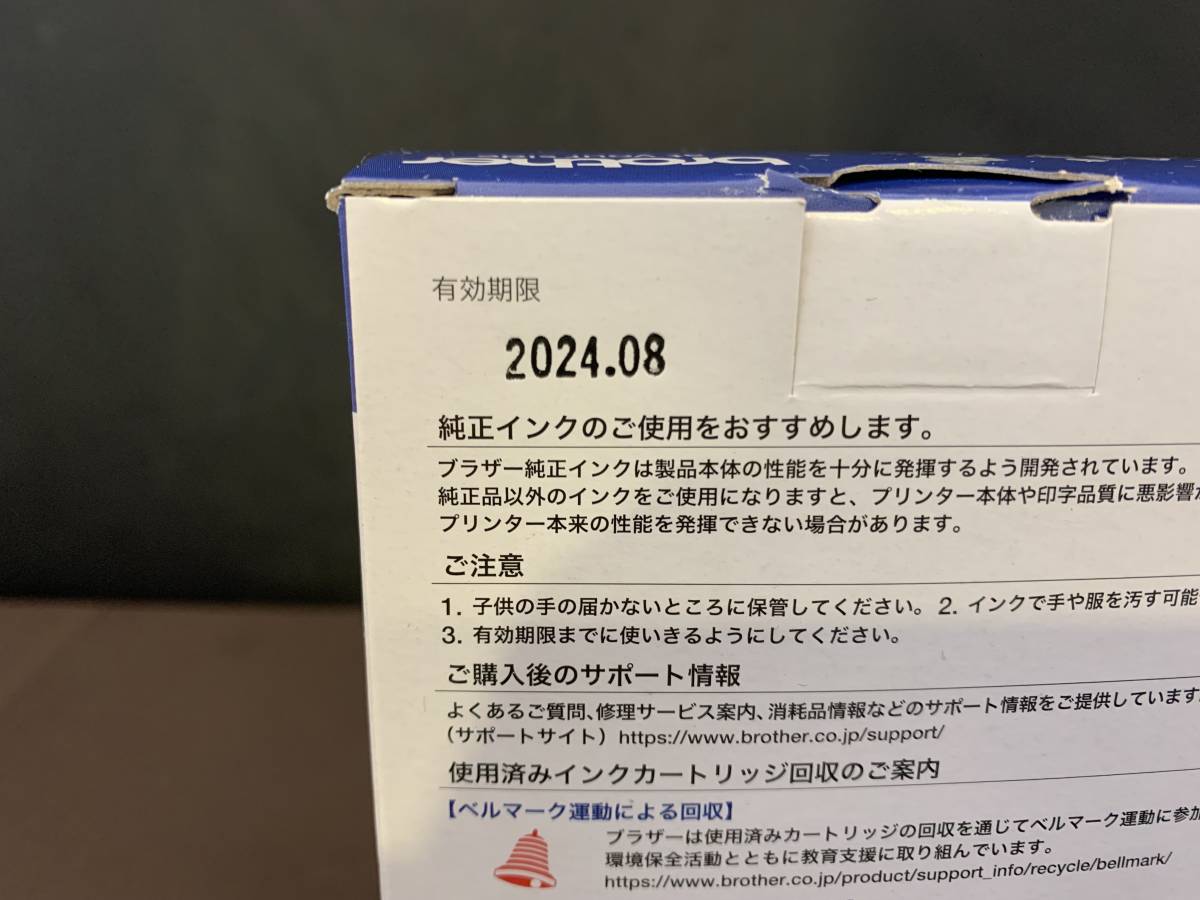 brother
有効期限
2024.08
純正インクのご使用をおすすめします。
ブラザー純正インクは製品本体の性能を十分に発揮するよう開発されています。
純正品以外のインクをご使用になりますと、プリンター本体や印字品質に悪影響が
プリンター本来の性能を発揮できない場合があります。
ご注意
1. 子供の手の届かないところに保管してください。 2. インクで手や服を汚す可能
3. 有効期限までに使いきるようにしてください。
ご購入後のサポート情報
よくあるご質問、修理サービス案内、消耗品情報などのサポート情報をご提供しています。
(サポートサイト) https://www.brother.co.jp/support/
使用済みインクカートリッジ回収のご案内
【ベルマーク運動による回収】
ブラザーは使用済みカートリッジの回収を通じてベルマーク運動に参加
環境保全活動とともに教育支援に取り組んでいます。
https://www.brother.co.jp/product/support_info/recycle/bellmark/